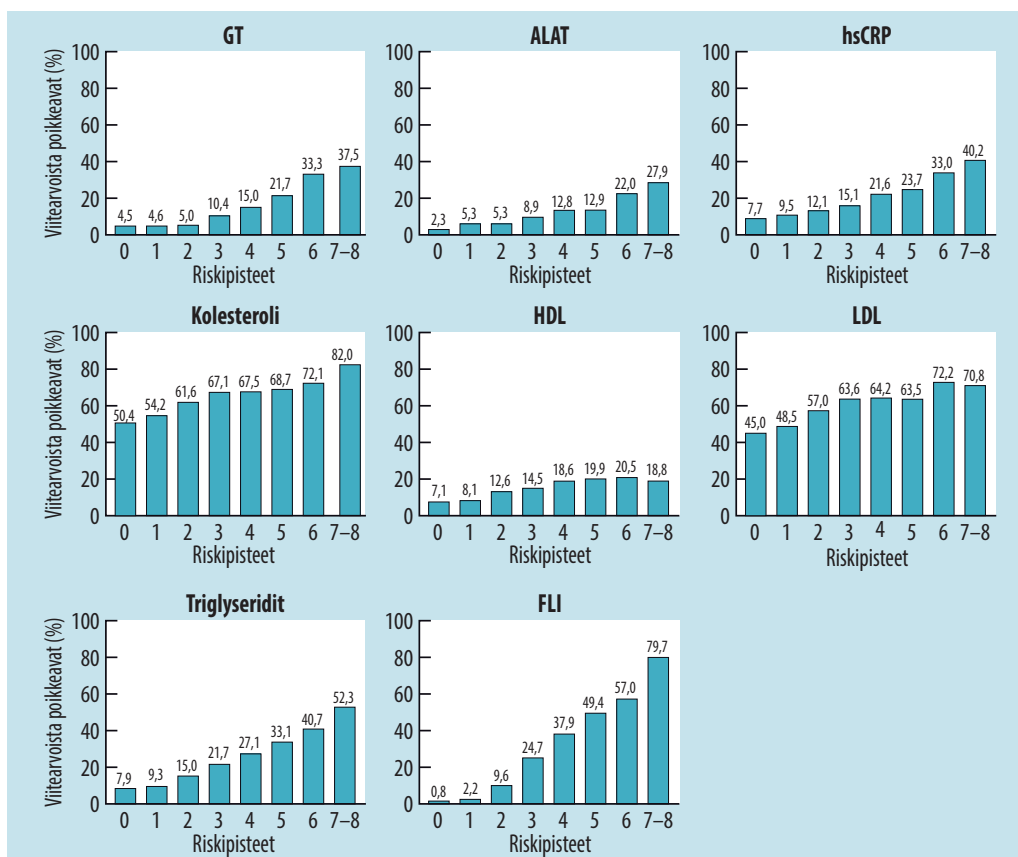 GT
Viitearvoista poikkeavat (%)
100
80
60
40
20
0
4,5 4,6 5,0 10,4 15,0 21,7 33,3 37,5
0 1 2 3 4 5 6 7–8
Riskipisteet
ALAT
100
80
60
40
20
0
2,3 5,3 5,3 8,9 12,8 12,9 22,0 27,9
0 1 2 3 4 5 6 7–8
Riskipisteet
hsCRP
100
80
60
40
20
0
7,7 9,5 12,1 15,1 21,6 23,7 33,0 40,2
0 1 2 3 4 5 6 7–8
Riskipisteet
Kolesteroli
Viitearvoista poikkeavat (%)
100
80
60
40
20
0
50,4 54,2 61,6 67,1 67,5 68,7 72,1 82,0
0 1 2 3 4 5 6 7–8
Riskipisteet
HDL
100
80
60
40
20
0
7,1 8,1 12,6 14,5 18,6 19,9 20,5 18,8
0 1 2 3 4 5 6 7–8
Riskipisteet
LDL
100
80
60
40
20
0
45,0 48,5 57,0 63,6 64,2 63,5 72,2 70,8
0 1 2 3 4 5 6 7–8
Riskipisteet
Triglyseridit
Viitearvoista poikkeavat (%)
100
80
60
40
20
0
7,9 9,3 15,0 21,7 27,1 33,1 40,7 52,3
0 1 2 3 4 5 6 7–8
Riskipisteet
FLI
100
80
60
40
20
0
0,8 2,2 9,6 24,7 37,9 49,4 57,0 79,7
0 1 2 3 4 5 6 7–8
Riskipisteet